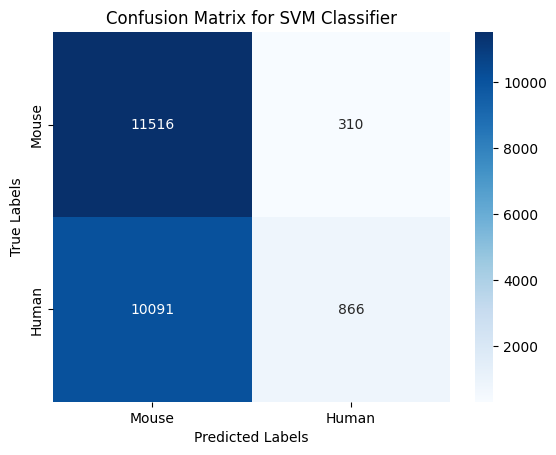 Confusion Matrix for SVM Classifier
True Labels
Mouse
Human
11516
310
10091
866
Mouse
Human
Predicted Labels
10000
8000
6000
4000
2000